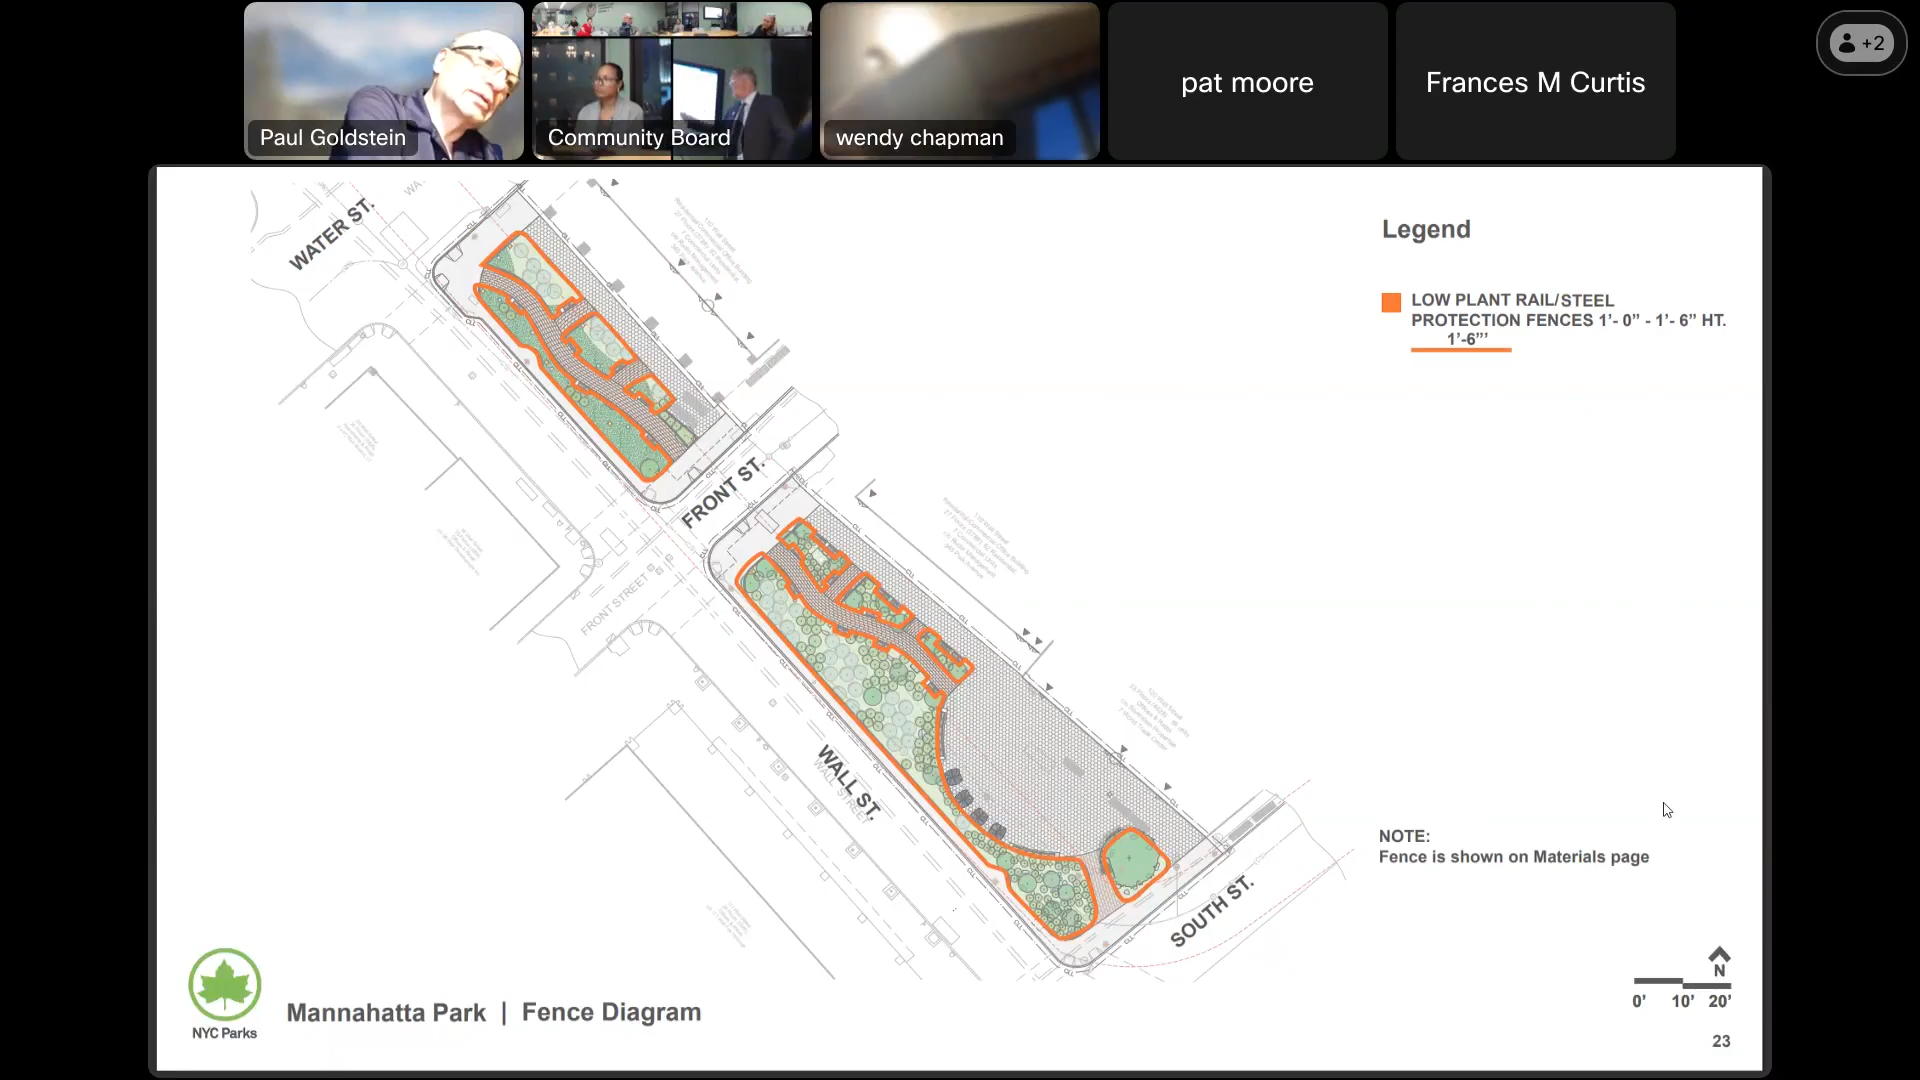 Paul Goldstein
Community Board
wendy chapman
pat moore
Frances M Curtis
+2
WATER ST.
FRONT ST.
FRONT STREET
WALL ST.
WALL STREET
SOUTH ST.
Legend
LOW PLANT RAIL/STEEL
PROTECTION FENCES 1’- 0” - 1’- 6” HT.
1’-6”’
NOTE:
Fence is shown on Materials page
N
0’ 10’ 20’
NYC Parks
Mannahatta Park | Fence Diagram
23